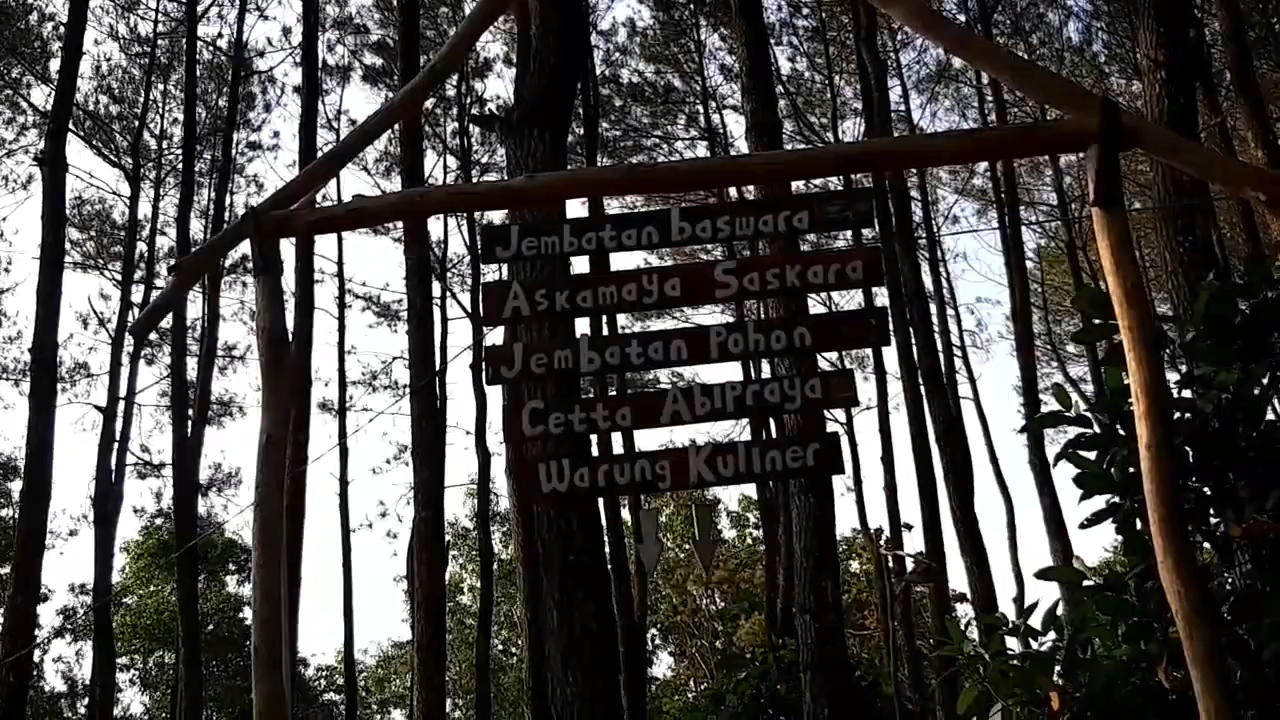 Jembatan baswara
Askamaya Saskara
Jembatan Pohon
Cetta Abipraya
Warung Kuliner